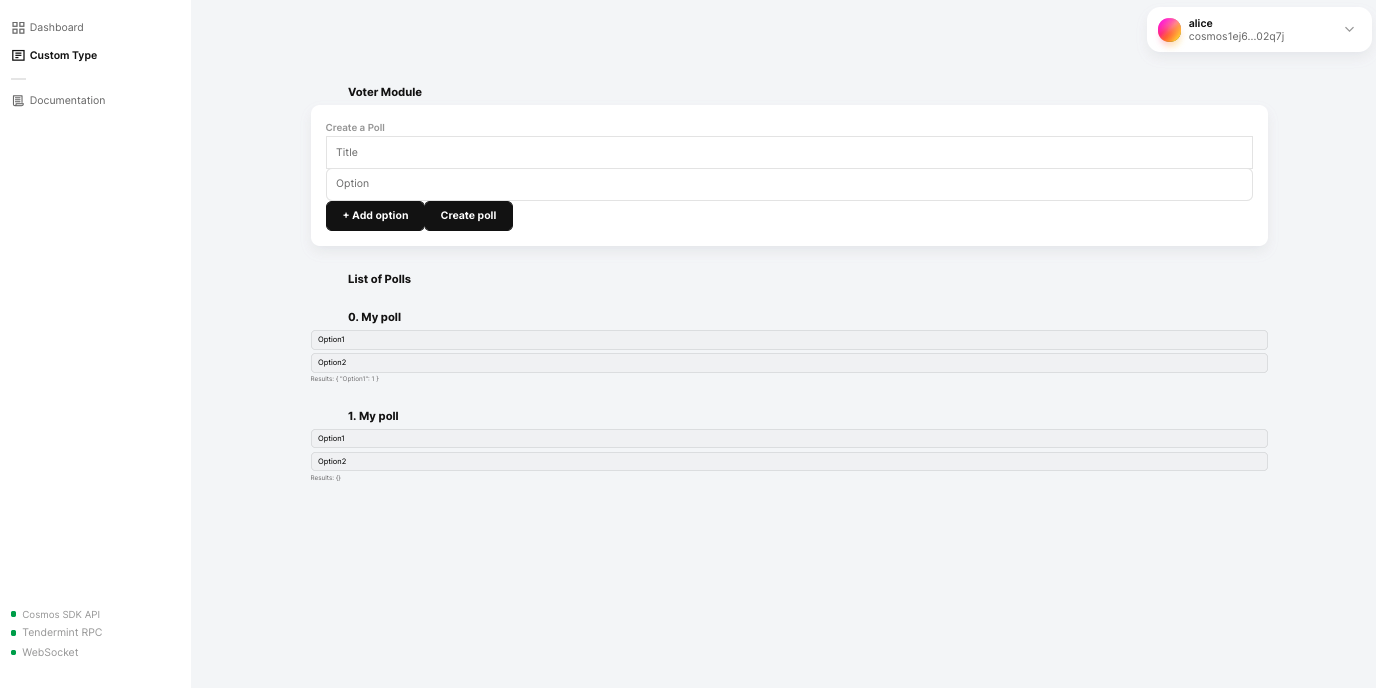 Dashboard
Custom Type
Documentation
alice
cosmos1ej6...02q7j
Voter Module
Create a Poll
Title
Option
+ Add option
Create poll
List of Polls
0. My poll
Option1
Option2
Results: { "Option1": 1 }
1. My poll
Option1
Option2
Results: {}
Cosmos SDK API
Tendermint RPC
WebSocket